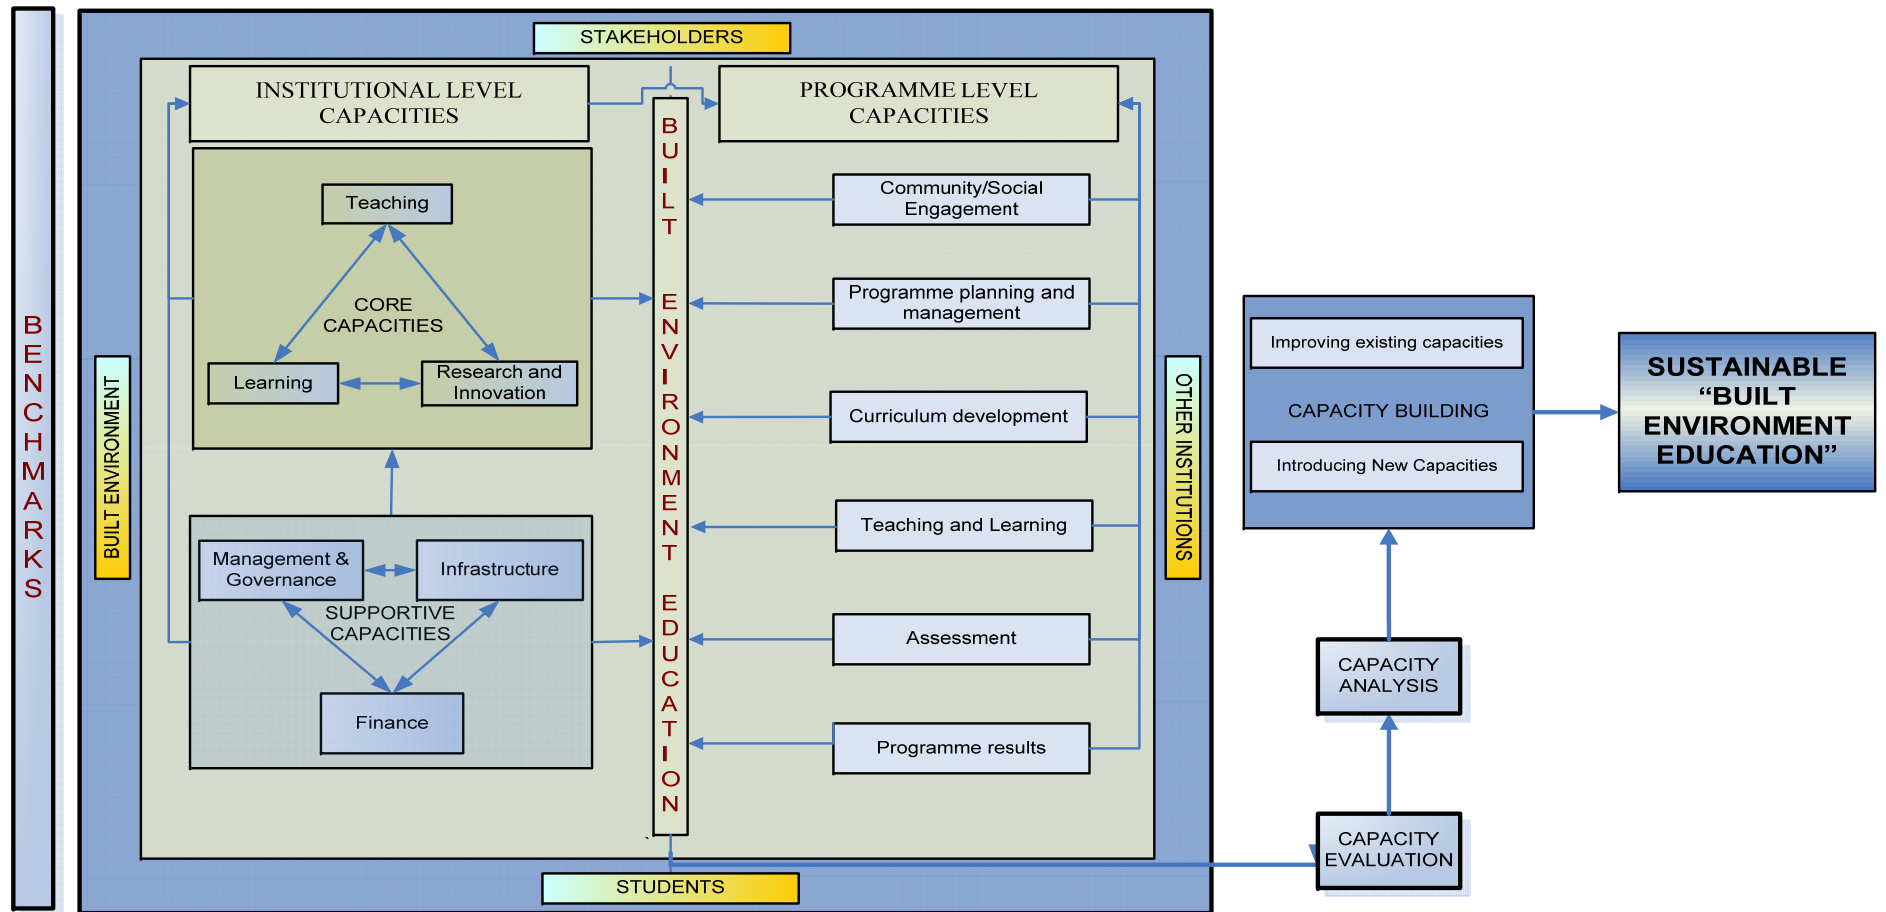 BENCHMARKS
STAKEHOLDERS
INSTITUTIONAL LEVEL
CAPACITIES
PROGRAMME LEVEL
CAPACITIES
Teaching
CORE
CAPACITIES
Learning
Research and
Innovation
BUILT ENVIRONMENT
Management &
Governance
Infrastructure
SUPPORTIVE
CAPACITIES
Finance
BUILT ENVIRONMENT EDUCATION
Community/Social
Engagement
Programme planning and
management
Curriculum development
Teaching and Learning
Assessment
Programme results
OTHER INSTITUTIONS
STUDENTS
Improving existing capacities
CAPACITY BUILDING
Introducing New Capacities
CAPACITY
ANALYSIS
CAPACITY
EVALUATION
SUSTAINABLE
“BUILT
ENVIRONMENT
EDUCATION”